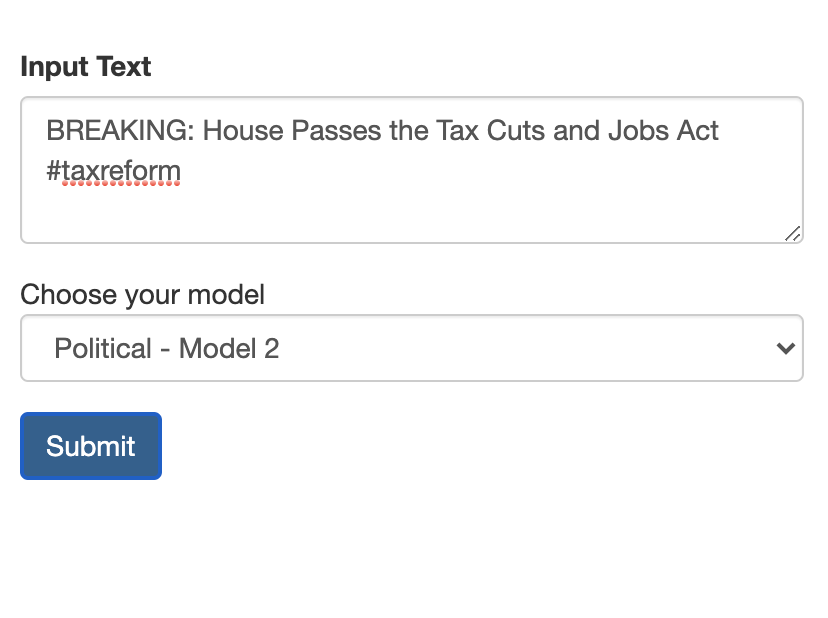 Input Text
BREAKING: House Passes the Tax Cuts and Jobs Act
#taxreform
Choose your model
Political - Model 2
Submit